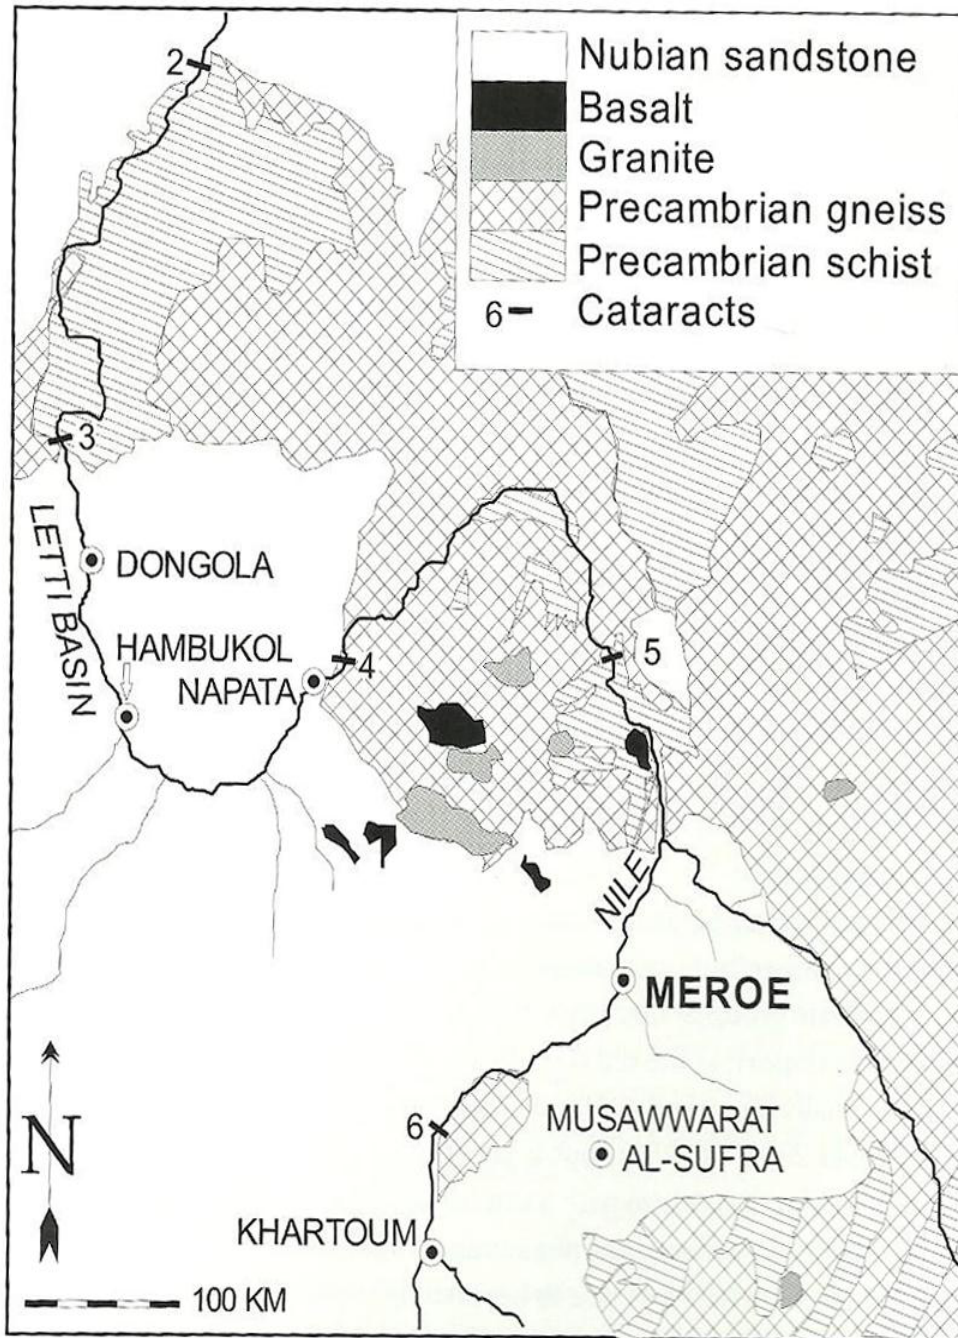 Nubian sandstone
Basalt
Granite
Precambrian gneiss
Precambrian schist
6 Cataracts
2
3
LETTI BASIN
DONGOLA
HAMBUKOL
NAPATA
4
5
NILE
MEROE
6
MUSAWWARAT
AL-SUFRA
KHARTOUM
N
100 KM